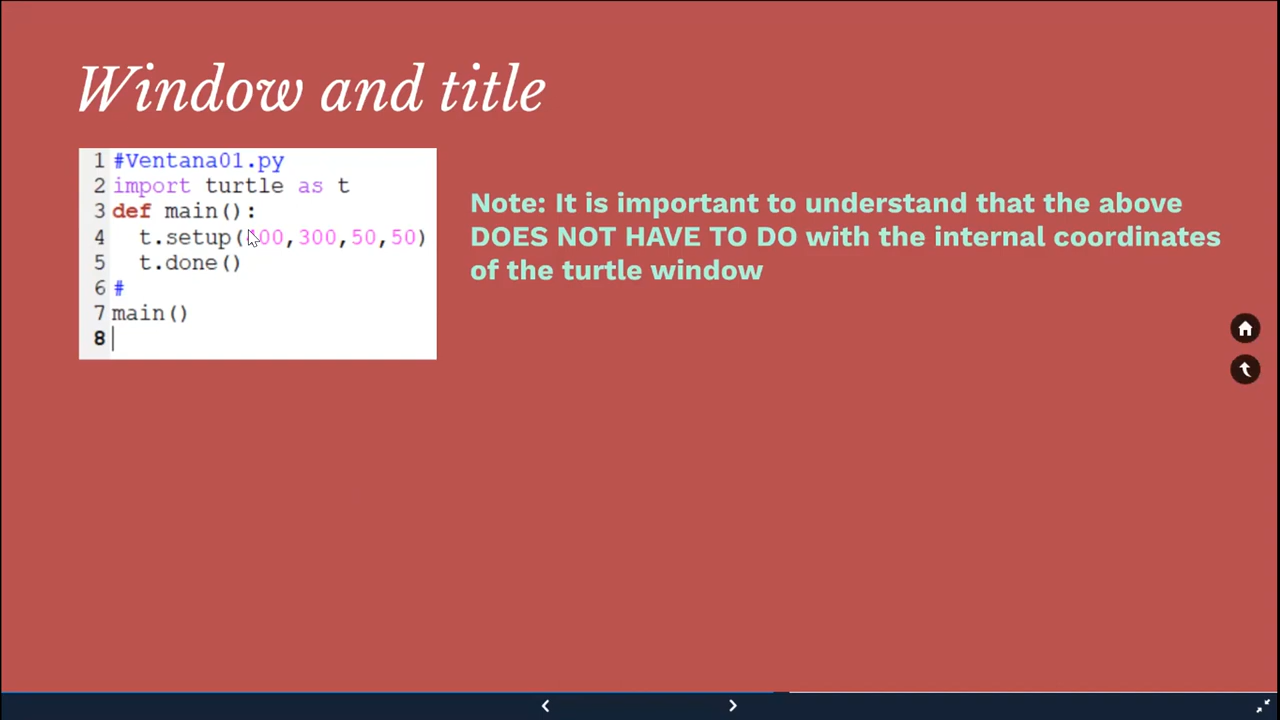 Window and title
1 #Ventana01.py
2 import turtle as t
3 def main():
4 t.setup( 00,300,50,50)
5 t.done()
6 #
7 main()
8
Note: It is important to understand that the above
DOES NOT HAVE TO DO with the internal coordinates
of the turtle window